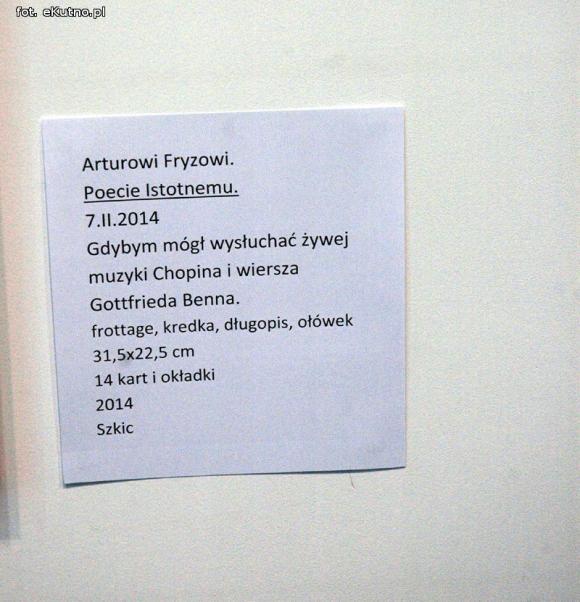 fot. eKutno.pl
Arturowi Fryzowi.
Poecie Istotnemu.
7.II.2014
Gdybym mógł wysłuchać żywej
muzyki Chopina i wiersza
Gottfrieda Benna.
frottage, kredka, długopis, ołówek
31,5x22,5 cm
14 kart i okładki
2014
Szkic